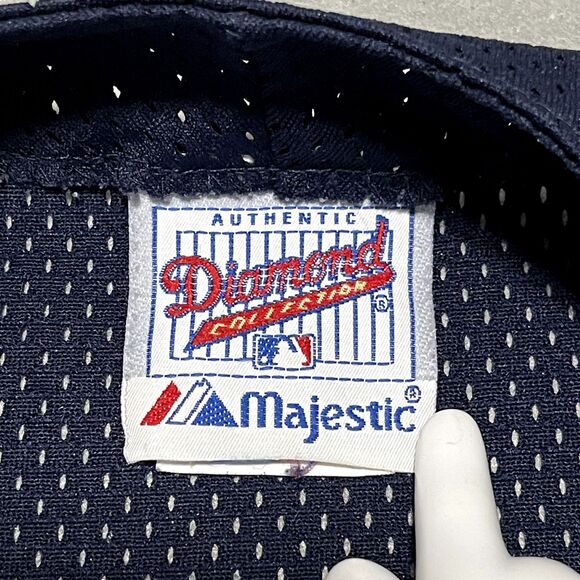 AUTHENTIC
Diamond
COLLECTION ®
Majestic ®